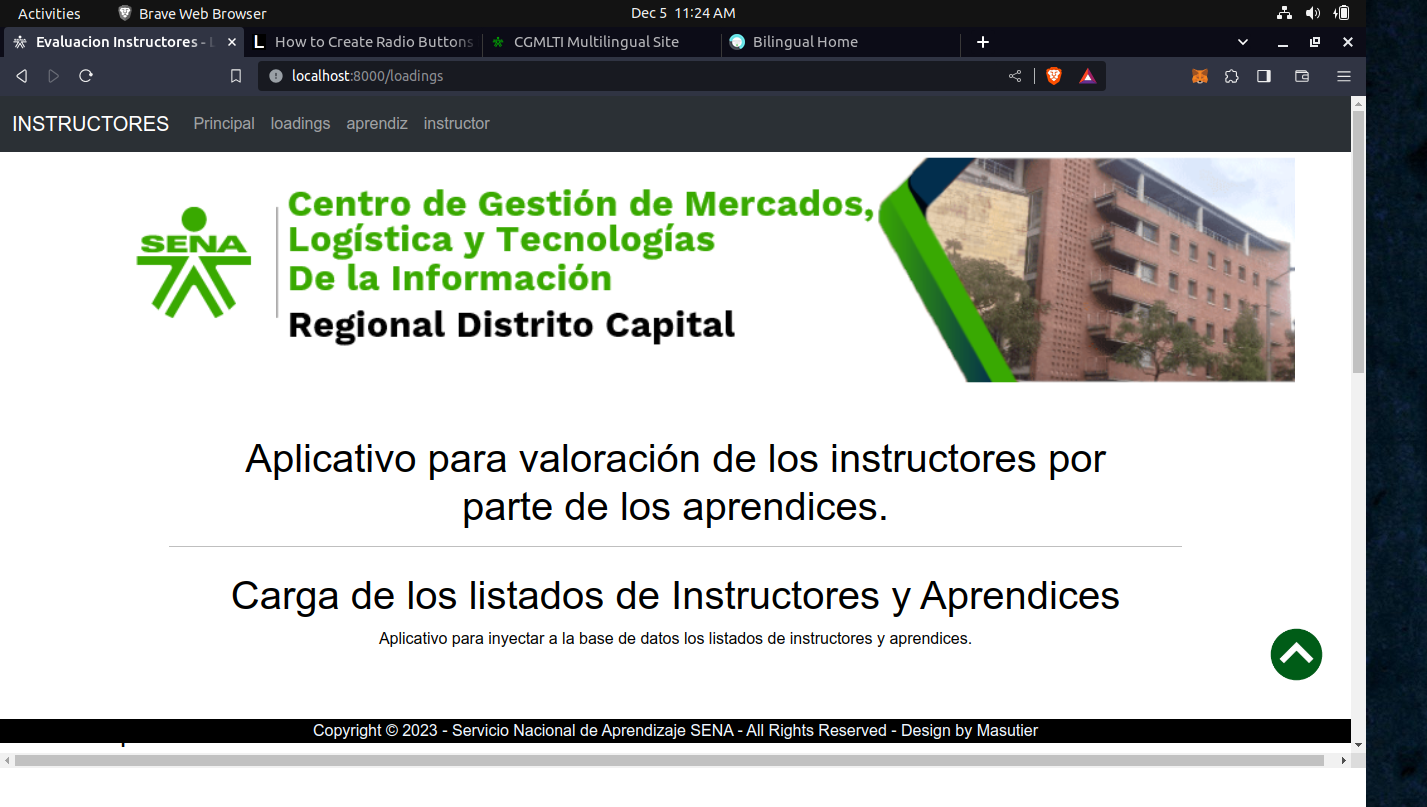 Activities Brave Web Browser Dec 5 11:24 AM
Evaluacion Instructores - L How to Create Radio Buttons CGMLTI Multilingual Site Bilingual Home
localhost:8000/loadings
INSTRUCTORES Principal loadings aprendiz instructor
SENA
Centro de Gestión de Mercados,
Logística y Tecnologías
De la Información
Regional Distrito Capital
Aplicativo para valoración de los instructores por
parte de los aprendices.
Carga de los listados de Instructores y Aprendices
Aplicativo para inyectar a la base de datos los listados de instructores y aprendices.
Copyright © 2023 - Servicio Nacional de Aprendizaje SENA - All Rights Reserved - Design by Masutier